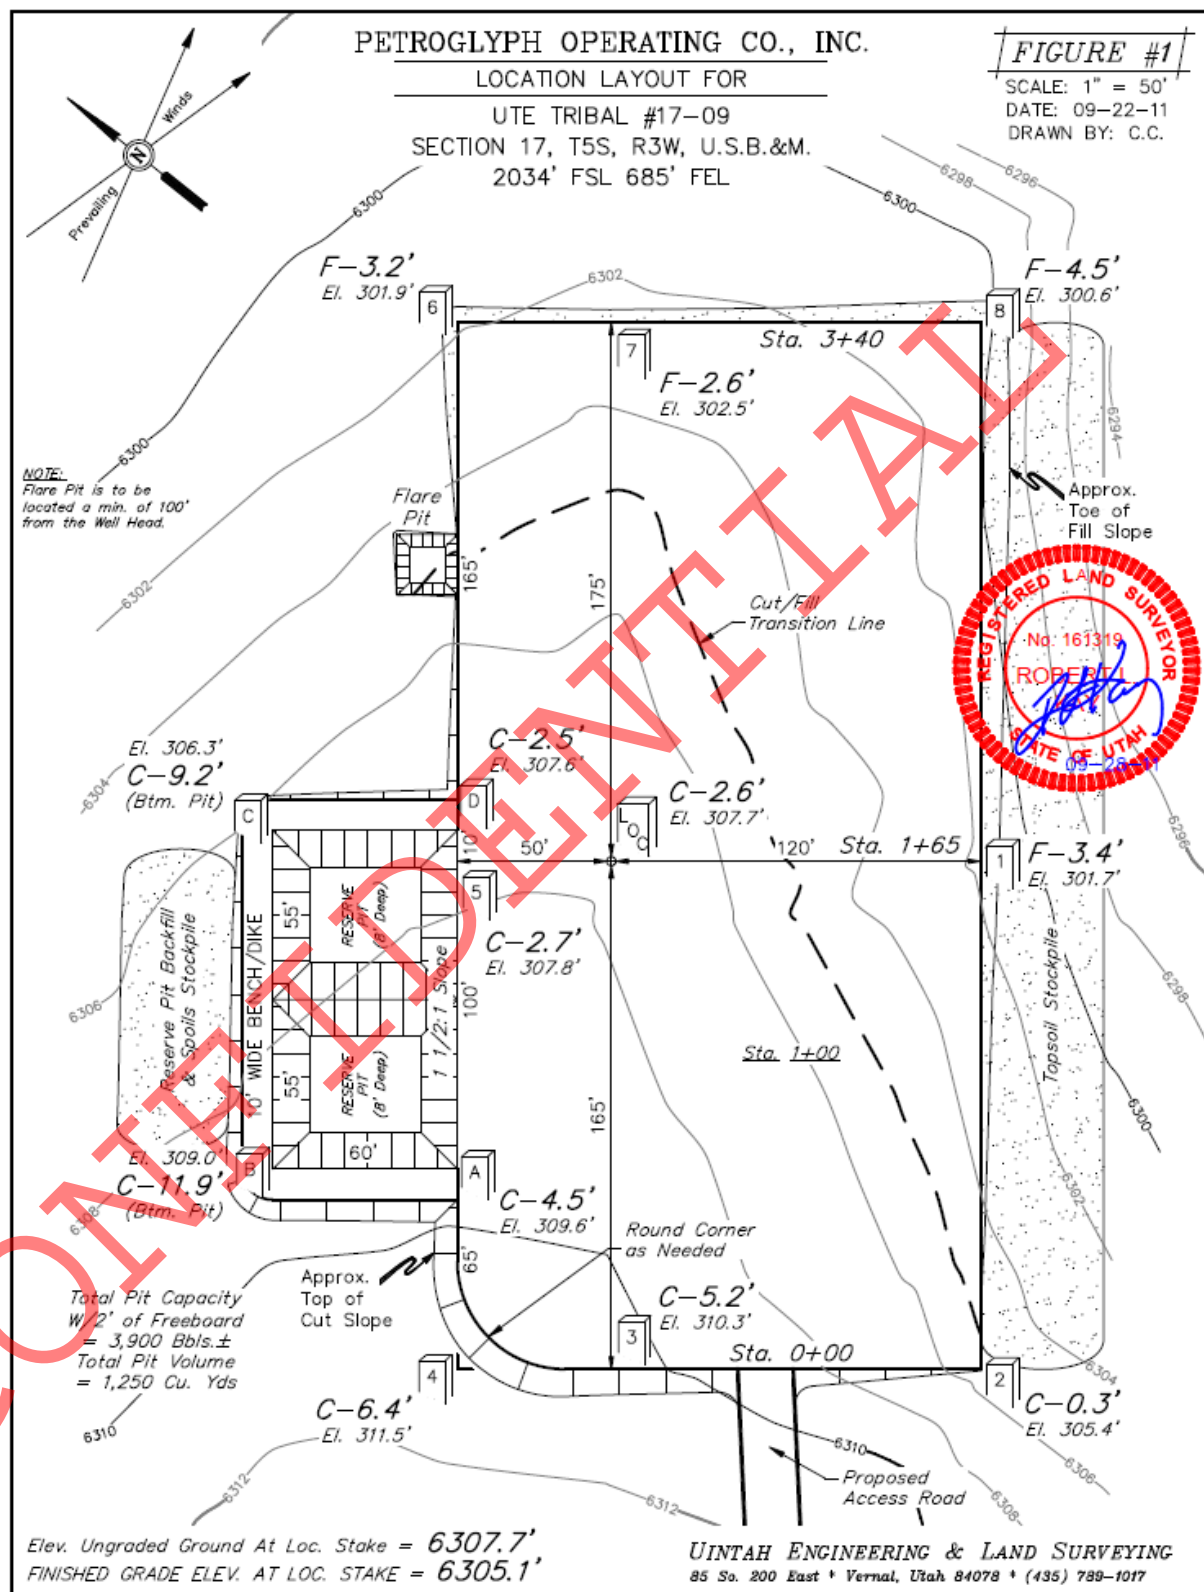 PETROGLYPH OPERATING CO., INC.
LOCATION LAYOUT FOR
UTE TRIBAL #17-09
SECTION 17, T5S, R3W, U.S.B.&M.
2034' FSL 685' FEL
FIGURE #1
SCALE: 1" = 50'
DATE: 09-22-11
DRAWN BY: C.C.
N
Winds
Prevailing
6300
6300
6298
6296
F-3.2'
El. 301.9'
6
6302
F-4.5'
El. 300.6'
8
Sta. 3+40
7
F-2.6'
El. 302.5'
6294
6300
NOTE:
Flare Pit is to be
located a min. of 100'
from the Well Head.
Flare
Pit
165'
175'
Approx.
Toe of
Fill Slope
6302
Cut/Fill
Transition Line
REGISTERED LAND SURVEYOR
No. 161319
ROBERT L.
STATE OF UTAH
09-28-11
El. 306.3'
C-9.2'
(Btm. Pit)
C-2.5'
El. 307.6'
6304
C
D
C-2.6'
El. 307.7'
LOC
10'
50'
120'
Sta. 1+65
1
F-3.4'
El. 301.7'
6296
5
C-2.7'
El. 307.8'
RESERVE
PIT
(8' Deep)
55'
10' WIDE BENCH/DIKE
Reserve Pit Backfill
& Spoils Stockpile
1 1/2:1 Slope
100'
6306
6298
Sta. 1+00
Topsoil Stockpile
RESERVE
PIT
(8' Deep)
55'
165'
6300
60'
El. 309.0'
C-11.9'
(Btm. Pit)
B
A
C-4.5'
El. 309.6'
6302
6308
Round Corner
as Needed
65'
Approx.
Top of
Cut Slope
Total Pit Capacity
W/2' of Freeboard
= 3,900 Bbls.±
Total Pit Volume
= 1,250 Cu. Yds
C-5.2'
El. 310.3'
3
Sta. 0+00
6304
4
2
C-6.4'
El. 311.5'
C-0.3'
El. 305.4'
6310
6310
6306
6312
6312
6308
Proposed
Access Road
CONFIDENTIAL
Elev. Ungraded Ground At Loc. Stake = 6307.7'
FINISHED GRADE ELEV. AT LOC. STAKE = 6305.1'
UINTAH ENGINEERING & LAND SURVEYING
85 So. 200 East * Vernal, Utah 84078 * (435) 789-1017